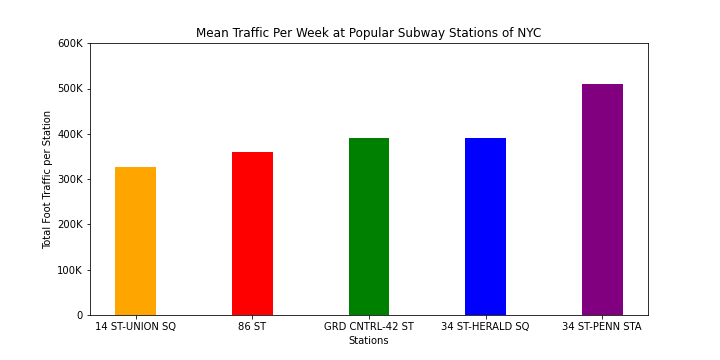 Mean Traffic Per Week at Popular Subway Stations of NYC
600K
500K
400K
300K
200K
100K
0
Total Foot Traffic per Station
14 ST-UNION SQ
86 ST
GRD CNTRL-42 ST
34 ST-HERALD SQ
34 ST-PENN STA
Stations